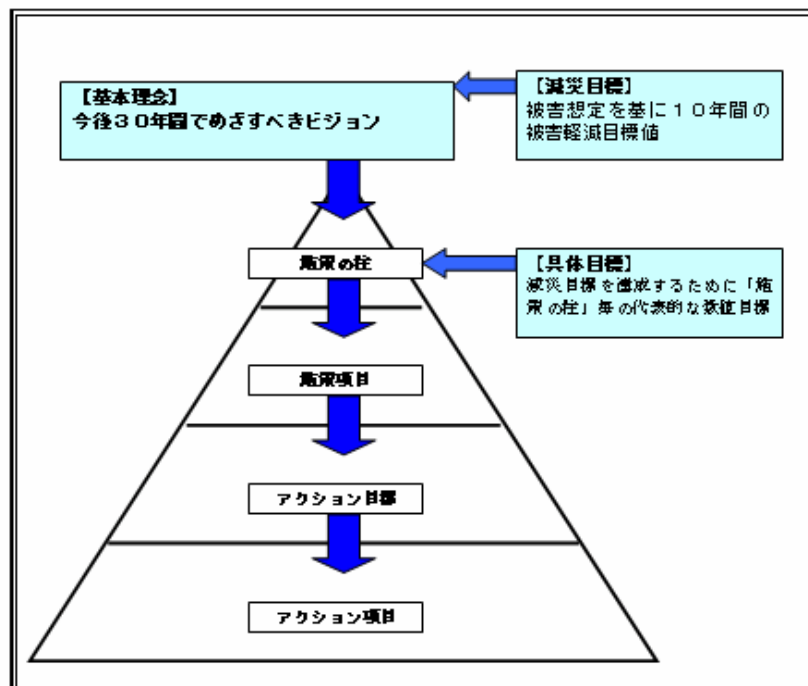 【基本理念】
今後３０年間でめざすべきビジョン
【減災目標】
被害想定を基に１０年間の
被害軽減目標値
施策の柱
【具体目標】
減災目標を達成するために「施
策の柱」毎の代表的な数値目標
施策項目
アクション目標
アクション項目